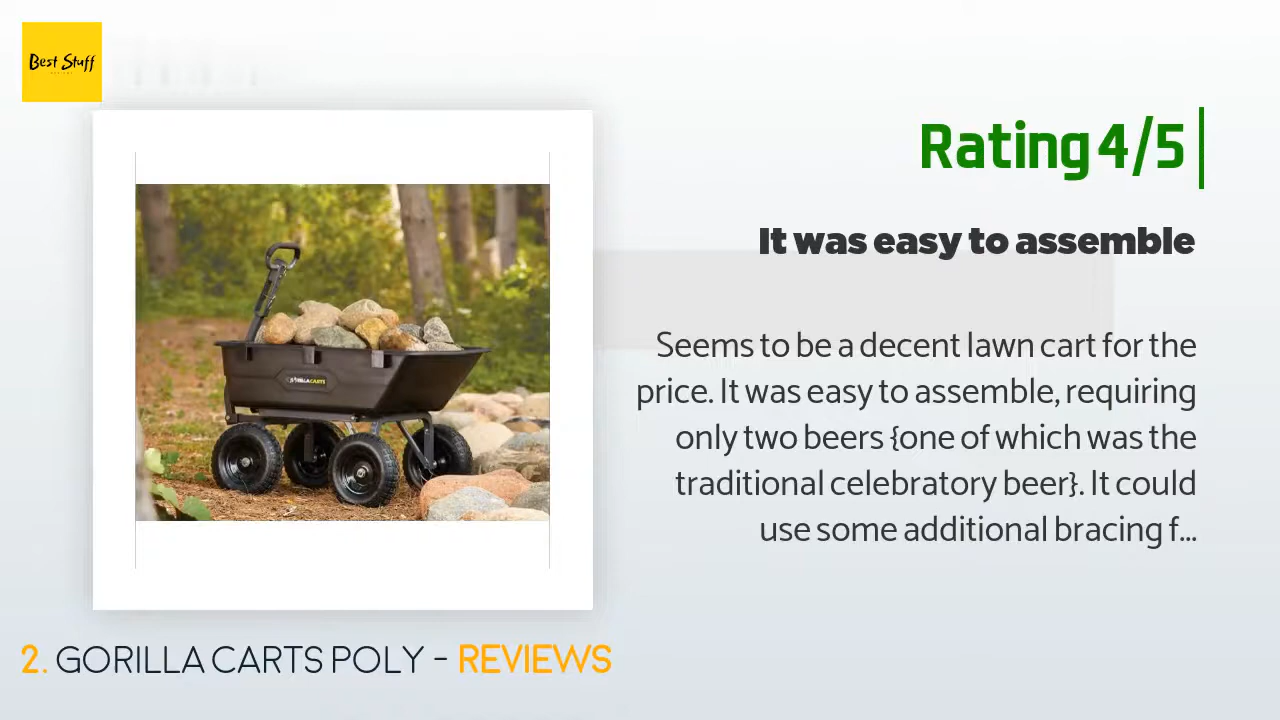 Best Stuff
Rating 4/5
It was easy to assemble
Seems to be a decent lawn cart for the
price. It was easy to assemble, requiring
only two beers {one of which was the
traditional celebratory beer}. It could
use some additional bracing f...
GORILLA CARTS
2. GORILLA CARTS POLY - REVIEWS